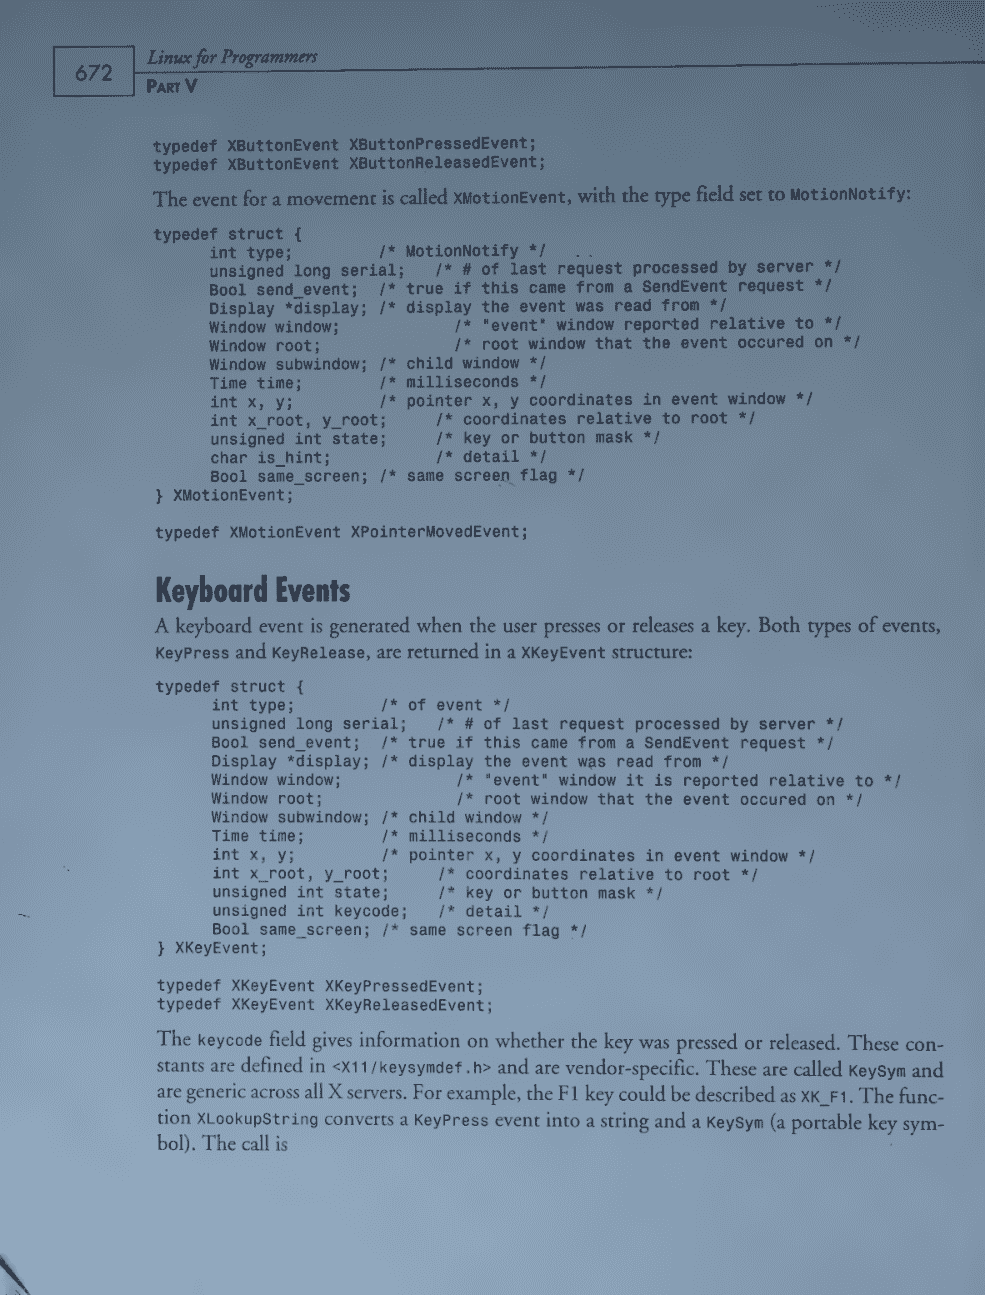 672
Linux for Programmers
PART V
typedef XButtonEvent XButtonPressedEvent;
typedef XButtonEvent XButtonReleasedEvent;
The event for a movement is called XMotionEvent, with the type field set to MotionNotify:
typedef struct {
int type; /* MotionNotify */
unsigned long serial; /* # of last request processed by server */
Bool send_event; /* true if this came from a SendEvent request */
Display *display; /* display the event was read from */
Window window; /* "event" window reported relative to */
Window root; /* root window that the event occured on */
Window subwindow; /* child window */
Time time; /* milliseconds */
int x, y; /* pointer x, y coordinates in event window */
int x_root, y_root; /* coordinates relative to root */
unsigned int state; /* key or button mask */
char is_hint; /* detail */
Bool same_screen; /* same screen flag */
} XMotionEvent;
typedef XMotionEvent XPointerMovedEvent;
Keyboard Events
A keyboard event is generated when the user presses or releases a key. Both types of events,
KeyPress and KeyRelease, are returned in a XKeyEvent structure:
typedef struct {
int type; /* of event */
unsigned long serial; /* # of last request processed by server */
Bool send_event; /* true if this came from a SendEvent request */
Display *display; /* display the event was read from */
Window window; /* "event" window it is reported relative to */
Window root; /* root window that the event occured on */
Window subwindow; /* child window */
Time time; /* milliseconds */
int x, y; /* pointer x, y coordinates in event window */
int x_root, y_root; /* coordinates relative to root */
unsigned int state; /* key or button mask */
unsigned int keycode; /* detail */
Bool same_screen; /* same screen flag */
} XKeyEvent;
typedef XKeyEvent XKeyPressedEvent;
typedef XKeyEvent XKeyReleasedEvent;
The keycode field gives information on whether the key was pressed or released. These con-
stants are defined in <X11/keysymdef.h> and are vendor-specific. These are called KeySym and
are generic across all X servers. For example, the F1 key could be described as XK_F1. The func-
tion XLookupString converts a KeyPress event into a string and a KeySym (a portable key sym-
bol). The call is